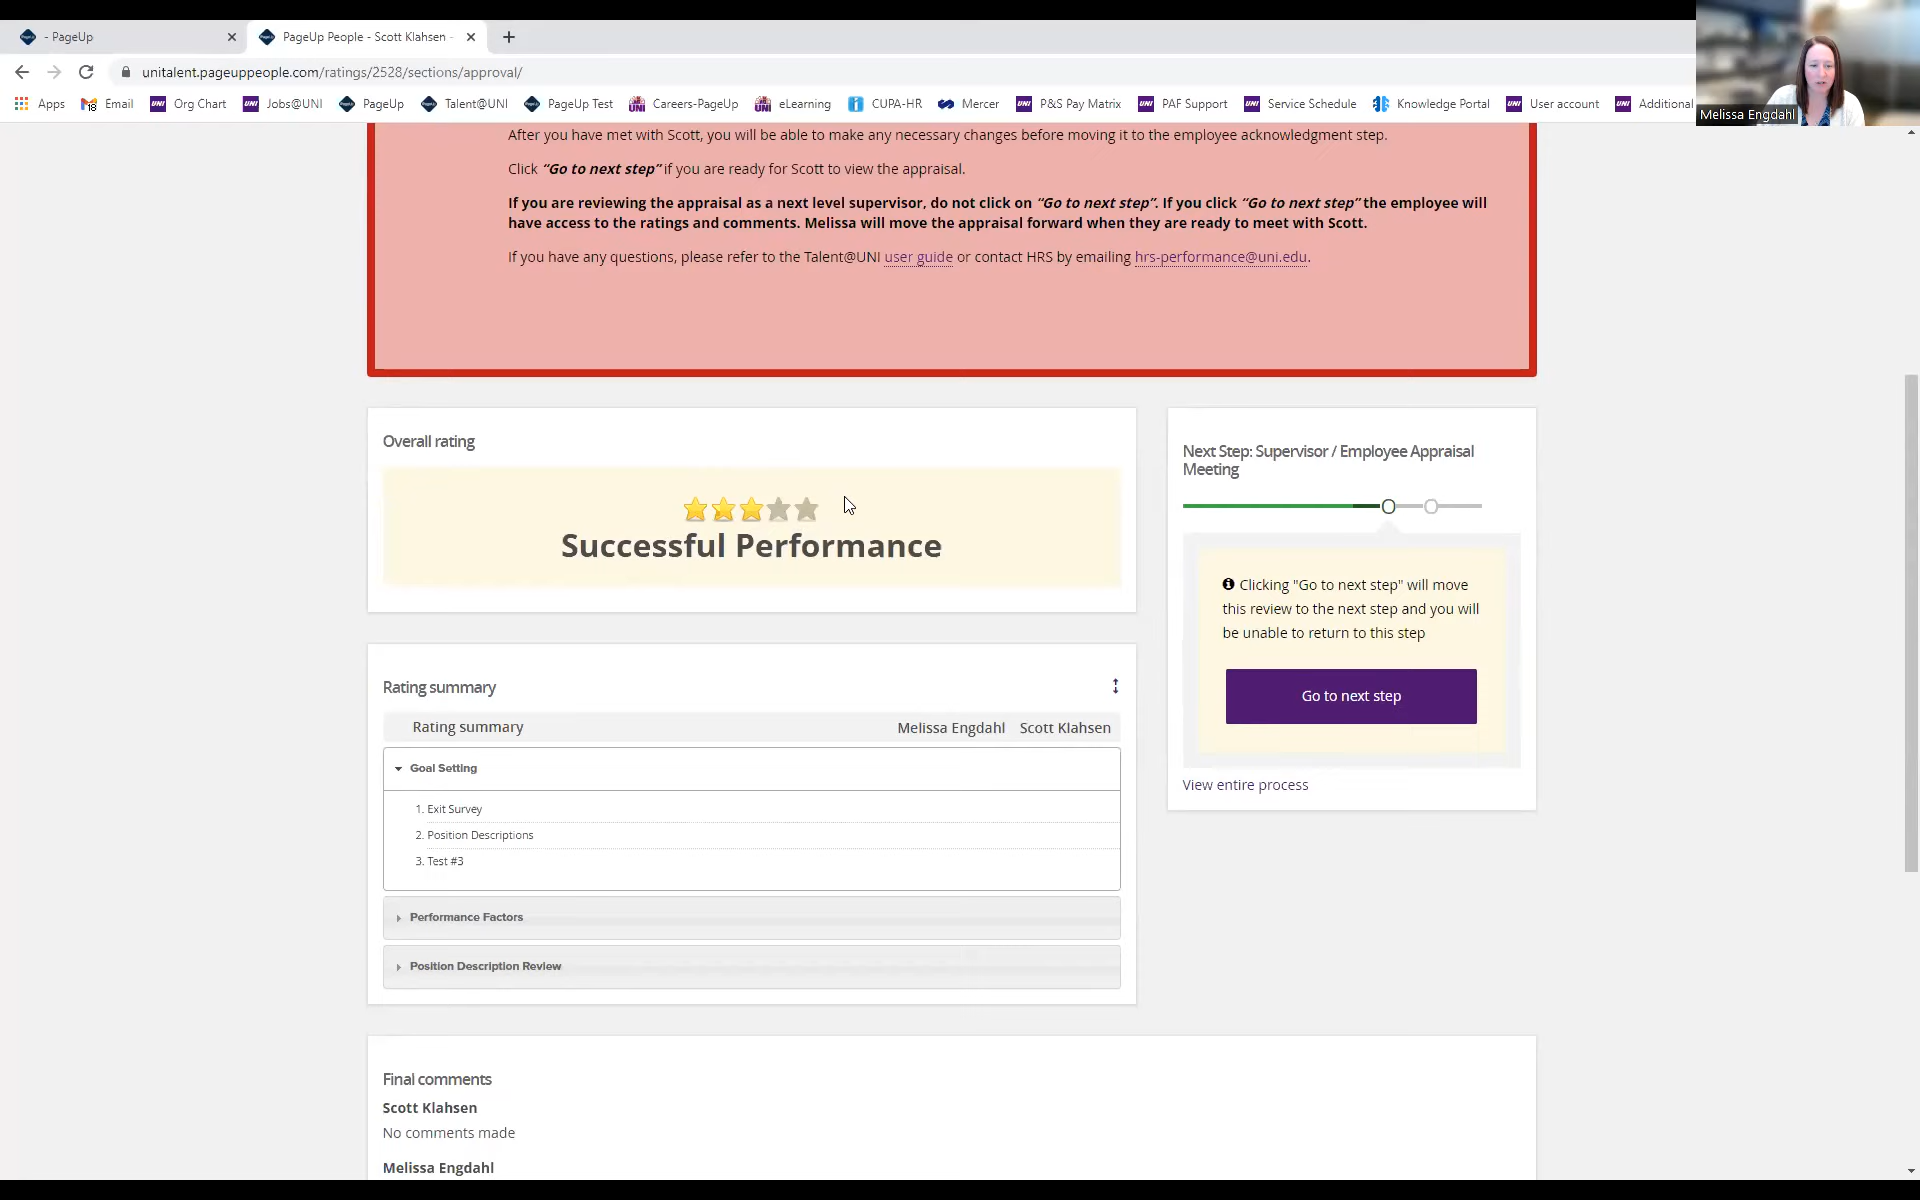 - PageUp
PageUp People - Scott Klahsen -
unitalent.pageuppeople.com/ratings/2528/sections/approval/
Apps
Email
Org Chart
Jobs@UNI
PageUp
Talent@UNI
PageUp Test
Careers-PageUp
eLearning
CUPA-HR
Mercer
P&S Pay Matrix
PAF Support
Service Schedule
Knowledge Portal
User account
Additional
Melissa Engdahl
After you have met with Scott, you will be able to make any necessary changes before moving it to the employee acknowledgment step.
Click “Go to next step” if you are ready for Scott to view the appraisal.
If you are reviewing the appraisal as a next level supervisor, do not click on “Go to next step”. If you click “Go to next step” the employee will
have access to the ratings and comments. Melissa will move the appraisal forward when they are ready to meet with Scott.
If you have any questions, please refer to the Talent@UNI user guide or contact HRS by emailing hrs-performance@uni.edu.
Overall rating
Successful Performance
Next Step: Supervisor / Employee Appraisal
Meeting
Clicking "Go to next step" will move
this review to the next step and you will
be unable to return to this step
Go to next step
View entire process
Rating summary
Rating summary Melissa Engdahl Scott Klahsen
Goal Setting
1. Exit Survey
2. Position Descriptions
3. Test #3
Performance Factors
Position Description Review
Final comments
Scott Klahsen
No comments made
Melissa Engdahl